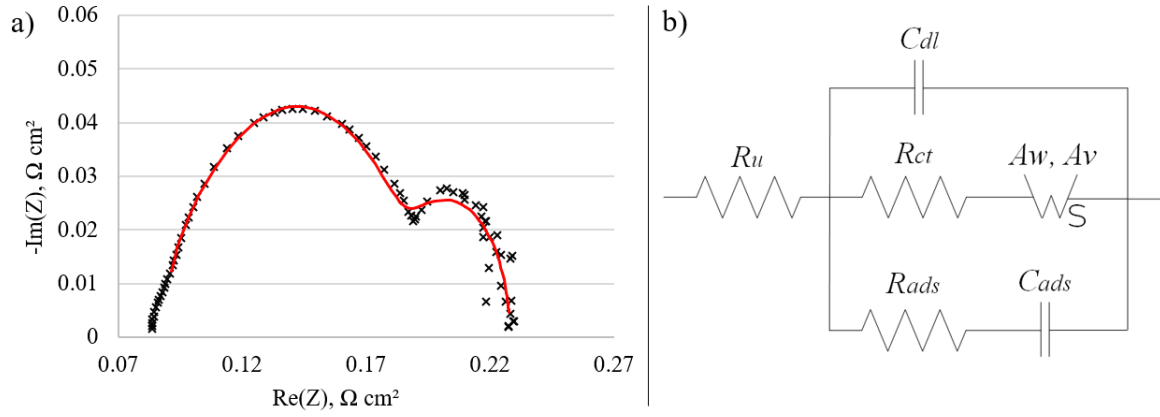 a)
0.06
0.05
0.04
0.03
0.02
0.01
0
-Im(Z), Ω cm²
0.07 0.12 0.17 0.22 0.27
Re(Z), Ω cm²
b)
Cdl
Ru
Rct
Aw, Av
S
Rads
Cads